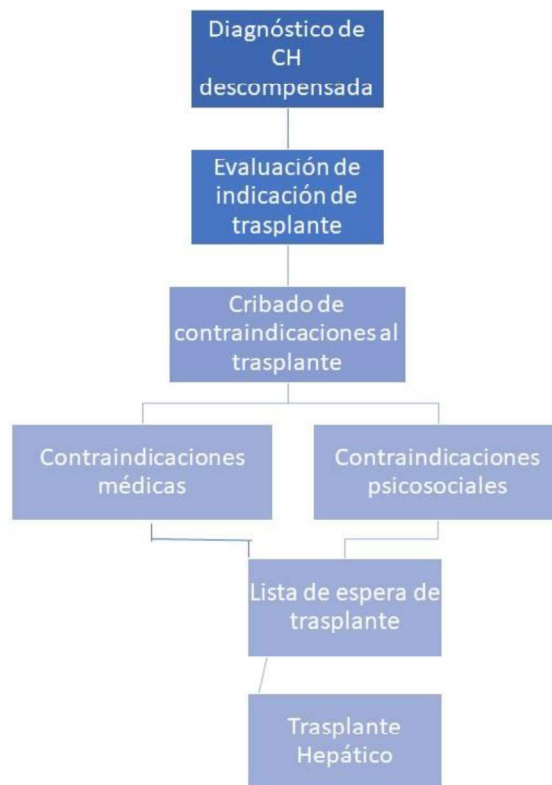 Diagnóstico de
CH
descompensada
Evaluación de
indicación de
trasplante
Cribado de
contraindicaciones al
trasplante
Contraindicaciones
médicas
Contraindicaciones
psicosociales
Lista de espera de
trasplante
Trasplante
Hepático